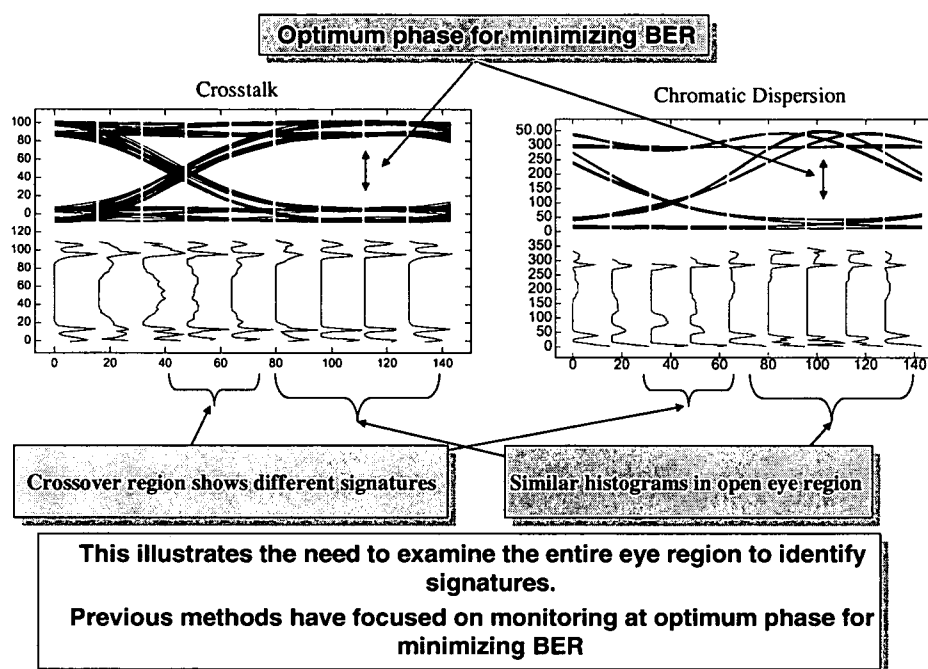 Optimum phase for minimizing BER
Crosstalk
Chromatic Dispersion
100
80
60
40
20
0
120
100
80
60
40
20
0
0 20 40 60 80 100 120 140
50.00
300
250
200
150
100
50
0
350
300
250
200
150
100
50
0
0 20 40 60 80 100 120 140
Crossover region shows different signatures
Similar histograms in open eye region
This illustrates the need to examine the entire eye region to identify
signatures.
Previous methods have focused on monitoring at optimum phase for
minimizing BER